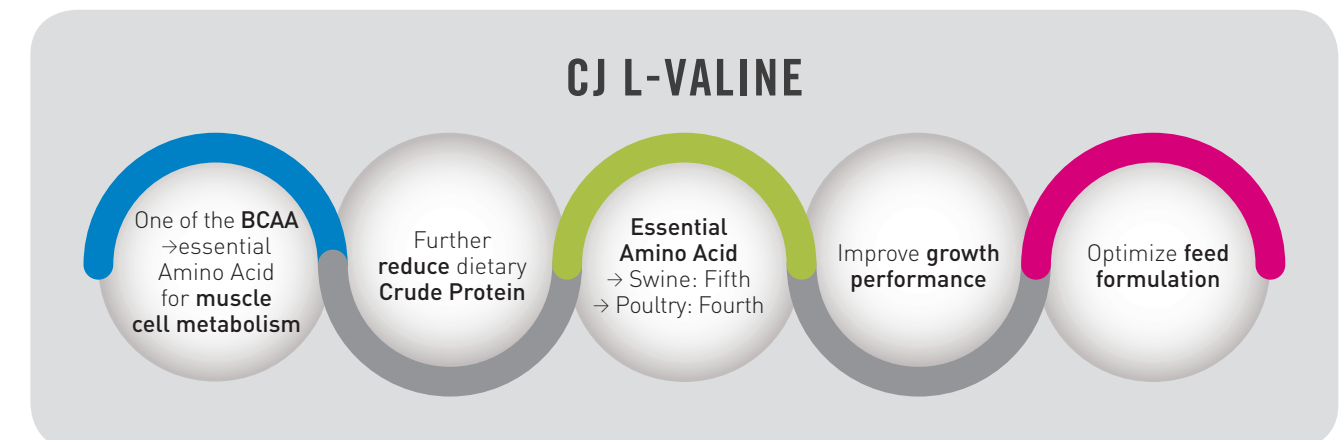 CJ L-VALINE
One of the BCAA
→essential
Amino Acid
for muscle
cell metabolism
Further
reduce dietary
Crude Protein
Essential
Amino Acid
→ Swine: Fifth
→ Poultry: Fourth
Improve growth
performance
Optimize feed
formulation